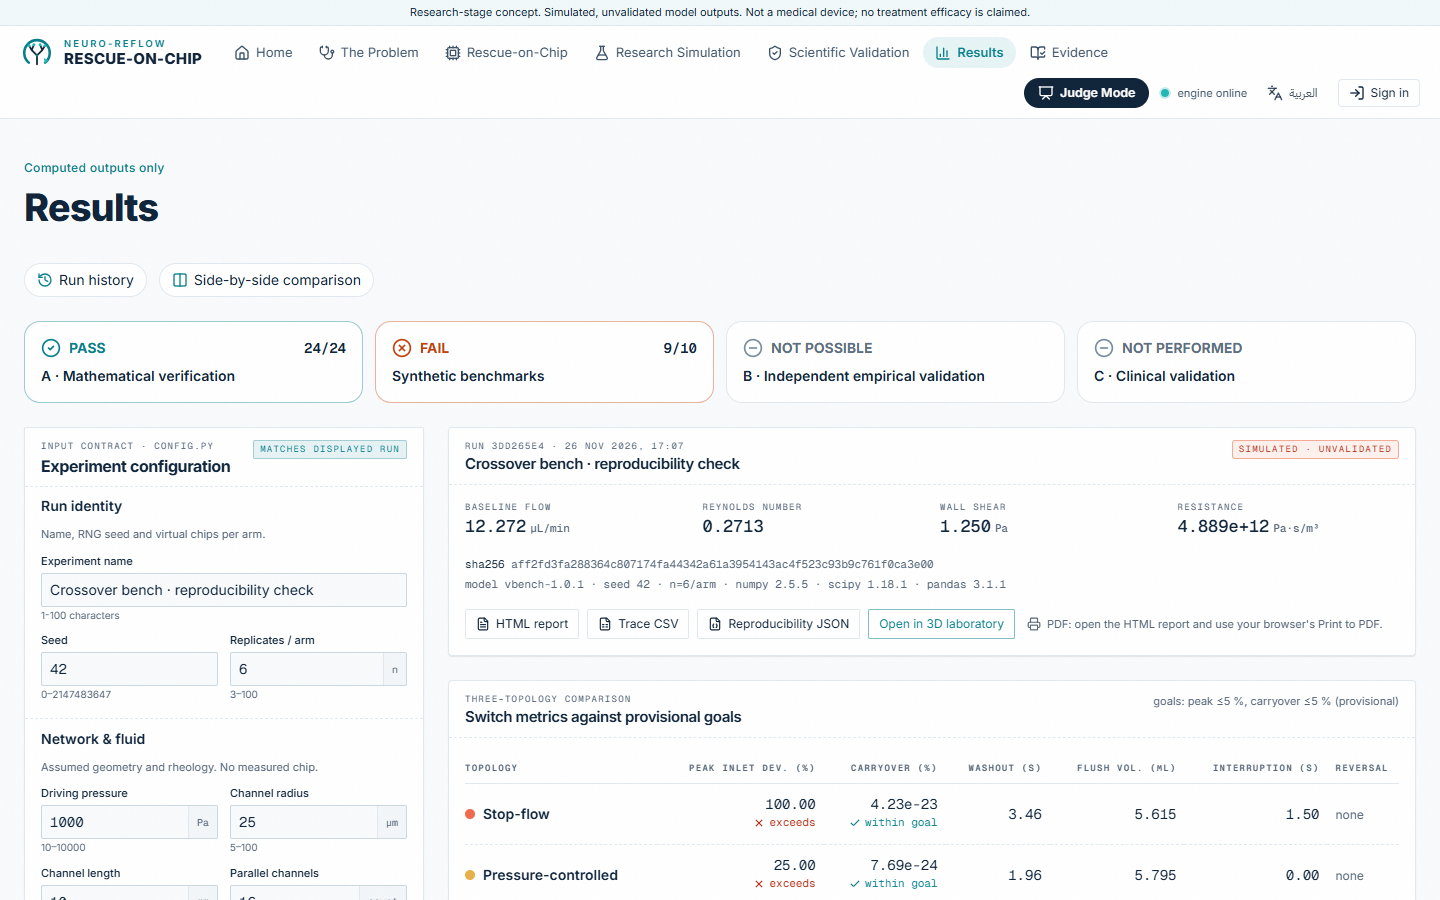 Research-stage concept. Simulated, unvalidated model outputs. Not a medical device; no treatment efficacy is claimed.
NEURO-REFLOW
RESCUE-ON-CHIP
Home
The Problem
Rescue-on-Chip
Research Simulation
Scientific Validation
Results
Evidence
Judge Mode
engine online
العربية
Sign in
Computed outputs only
Results
Run history
Side-by-side comparison
PASS 24/24
A · Mathematical verification
FAIL 9/10
Synthetic benchmarks
NOT POSSIBLE
B · Independent empirical validation
NOT PERFORMED
C · Clinical validation
INPUT CONTRACT · CONFIG.PY
Experiment configuration
MATCHES DISPLAYED RUN
Run identity
Name, RNG seed and virtual chips per arm.
Experiment name
Crossover bench · reproducibility check
1–100 characters
Seed Replicates / arm
42 6 n
0–2147483647 3–100
Network & fluid
Assumed geometry and rheology. No measured chip.
Driving pressure Channel radius
1000 Pa 25 µm
10–10000 5–100
Channel length Parallel channels
RUN 3DD265E4 · 26 NOV 2026, 17:07
Crossover bench · reproducibility check
SIMULATED · UNVALIDATED
BASELINE FLOW REYNOLDS NUMBER WALL SHEAR RESISTANCE
12.272 µL/min 0.2713 1.250 Pa 4.889e+12 Pa·s/m³
sha256 aff2fd3fa288364c807174fa44342a61a3954143ac4f523c93b9c761f0ca3e00
model vbench-1.0.1 · seed 42 · n=6/arm · numpy 2.5.5 · scipy 1.18.1 · pandas 3.1.1
HTML report
Trace CSV
Reproducibility JSON
Open in 3D laboratory
PDF: open the HTML report and use your browser's Print to PDF.
THREE-TOPOLOGY COMPARISON
Switch metrics against provisional goals
goals: peak ≤5 %, carryover ≤5 % (provisional)
TOPOLOGY PEAK INLET DEV. (%) CARRYOVER (%) WASHOUT (S) FLUSH VOL. (ML) INTERRUPTION (S) REVERSAL
Stop-flow 100.00 4.23e-23 3.46 5.615 1.50 none
exceeds within goal
Pressure-controlled 25.00 7.69e-24 1.96 5.795 0.00 none
exceeds within goal